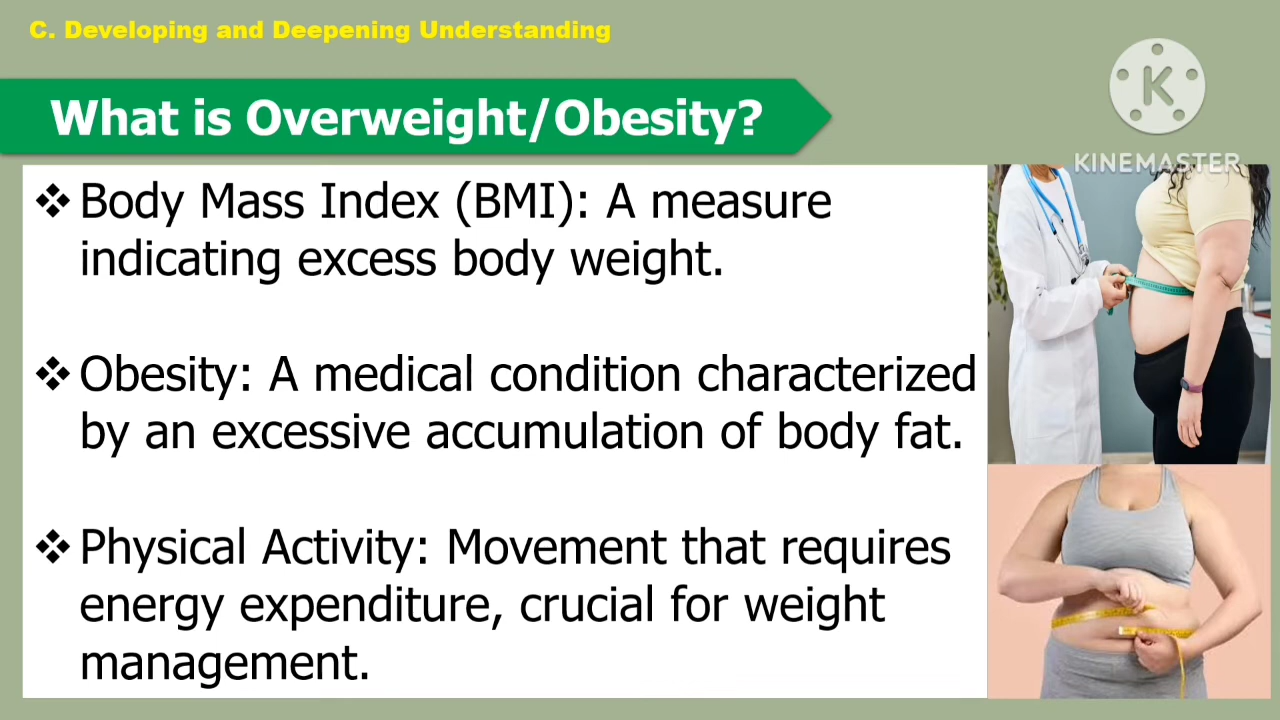 C. Developing and Deepening Understanding
What is Overweight/Obesity?
K
KINEMASTER
❖ Body Mass Index (BMI): A measure
indicating excess body weight.
❖ Obesity: A medical condition characterized
by an excessive accumulation of body fat.
❖ Physical Activity: Movement that requires
energy expenditure, crucial for weight
management.